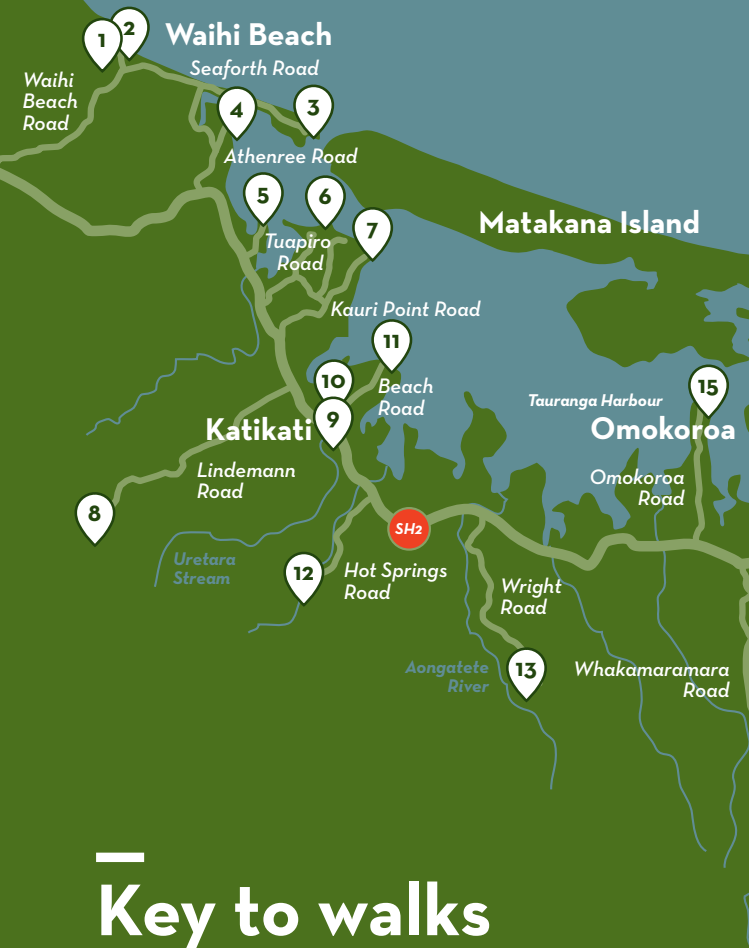 1
2
Waihi Beach
Seaforth Road
Waihi
Beach
Road
4
3
Athenree Road
5
6
7
Matakana Island
Tuapiro
Road
Kauri Point Road
11
10
Beach
Road
9
Katikati
15
Tauranga Harbour
Omokoroa
Omokoroa
Road
Lindemann
Road
8
SH2
Uretara
Stream
12
Hot Springs
Road
Wright
Road
Aongatete
River
13
Whakamaramara
Road
Key to walks